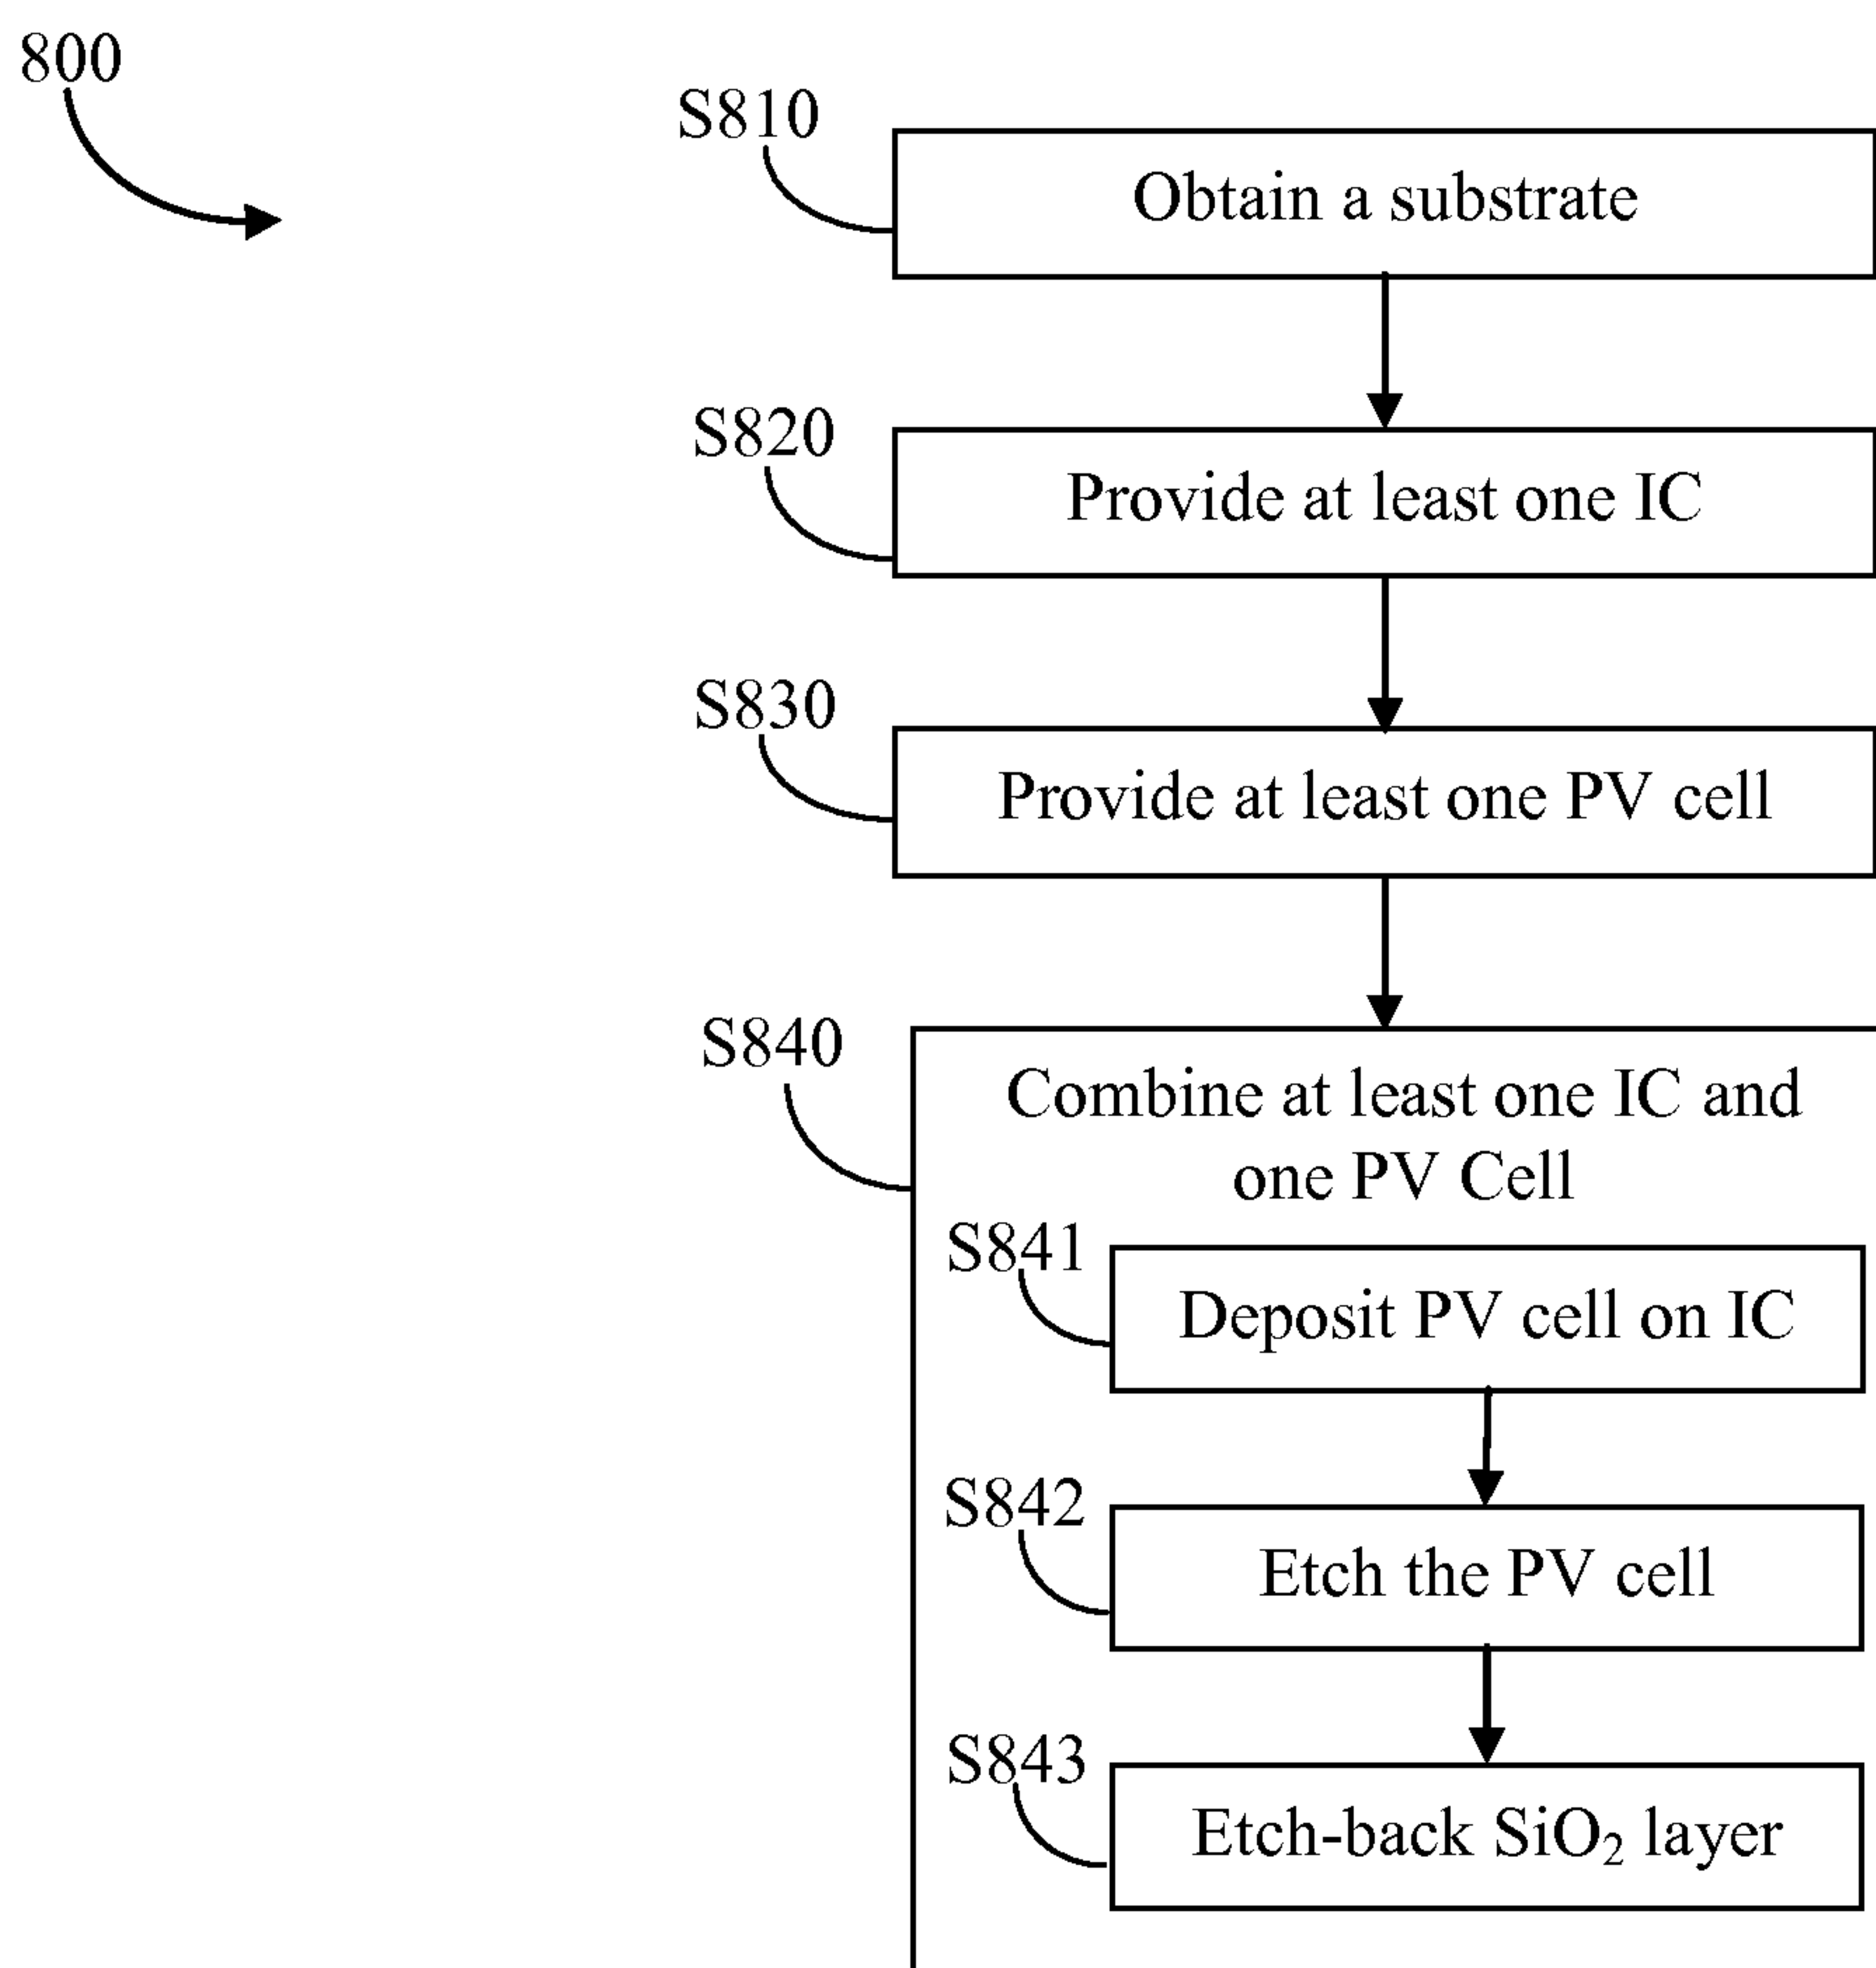 800
S810
Obtain a substrate
S820
Provide at least one IC
S830
Provide at least one PV cell
S840
Combine at least one IC and
one PV Cell
S841
Deposit PV cell on IC
S842
Etch the PV cell
S843
Etch-back SiO₂ layer